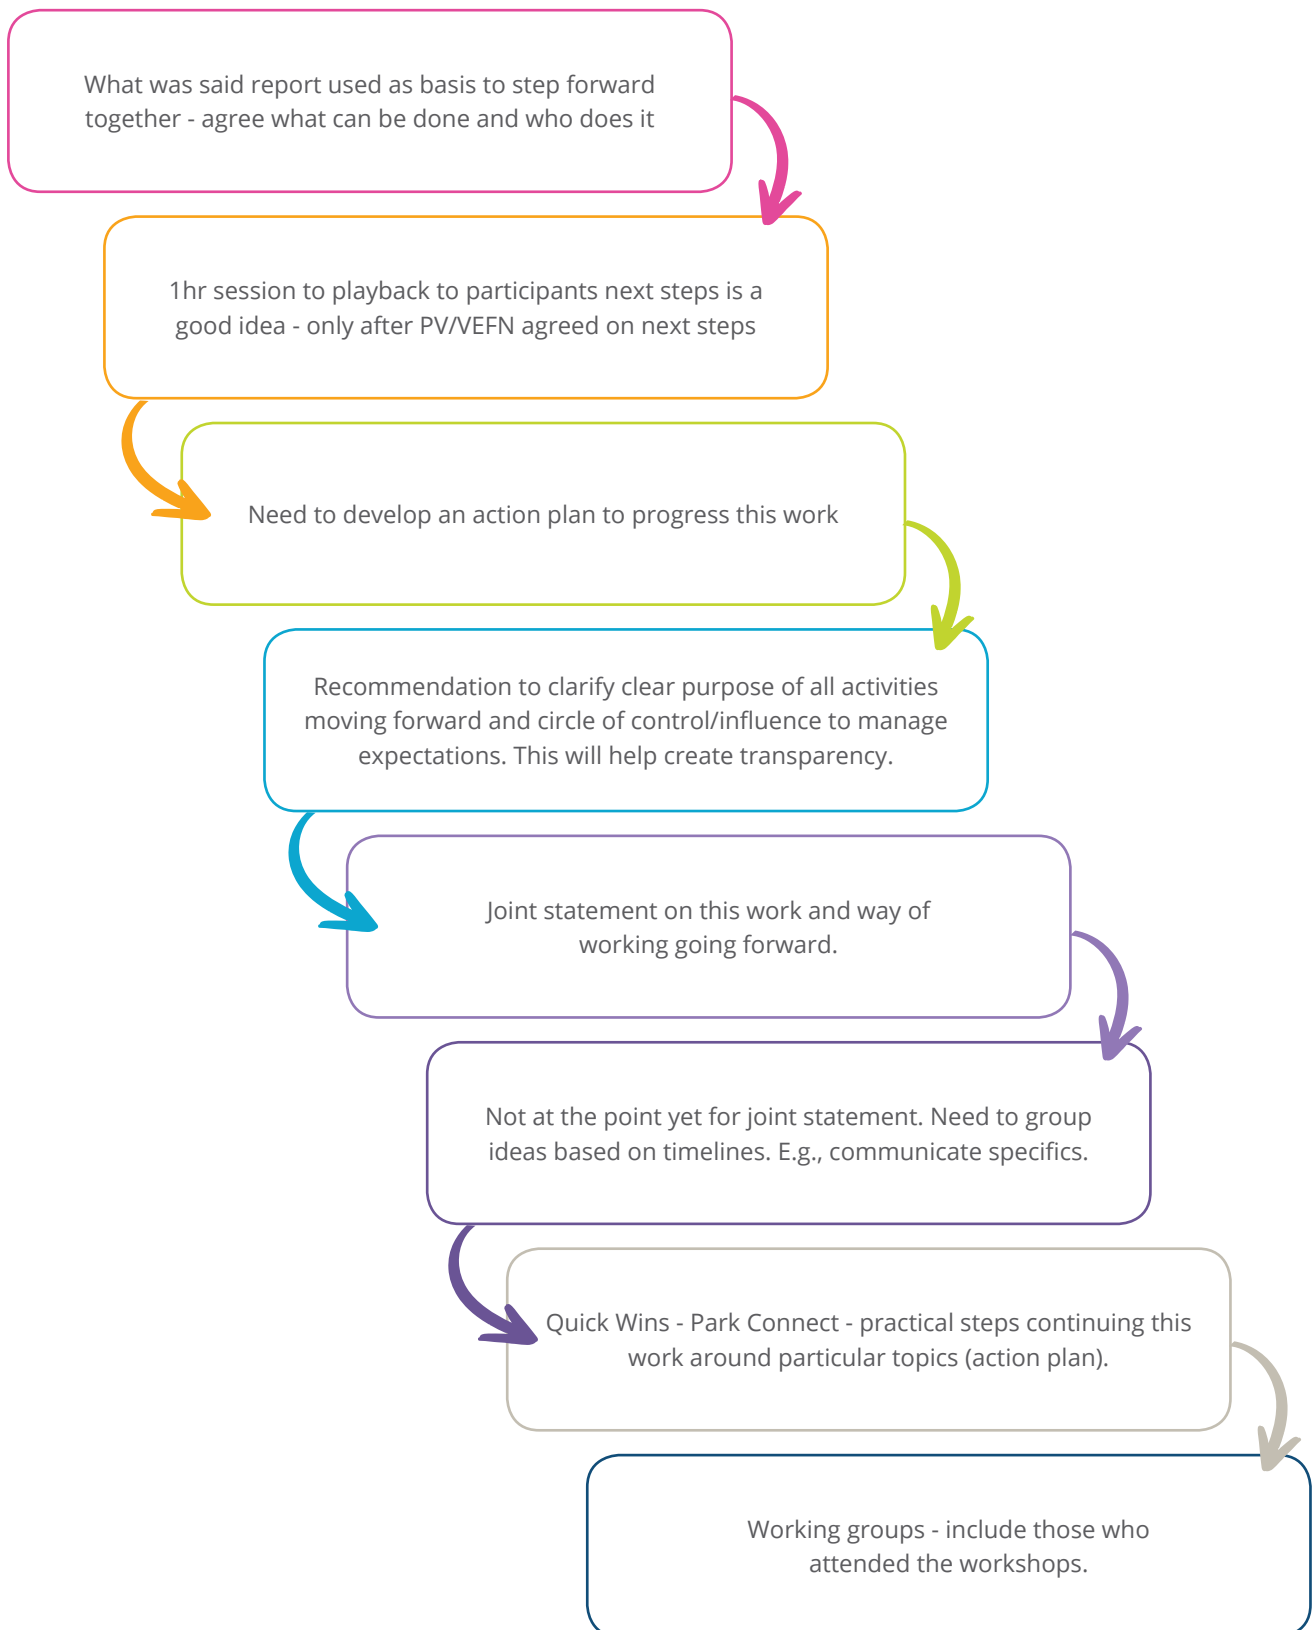 What was said report used as basis to step forward
together - agree what can be done and who does it
1hr session to playback to participants next steps is a
good idea - only after PV/VEFN agreed on next steps
Need to develop an action plan to progress this work
Recommendation to clarify clear purpose of all activities
moving forward and circle of control/influence to manage
expectations. This will help create transparency.
Joint statement on this work and way of
working going forward.
Not at the point yet for joint statement. Need to group
ideas based on timelines. E.g., communicate specifics.
Quick Wins - Park Connect - practical steps continuing this
work around particular topics (action plan).
Working groups - include those who
attended the workshops.